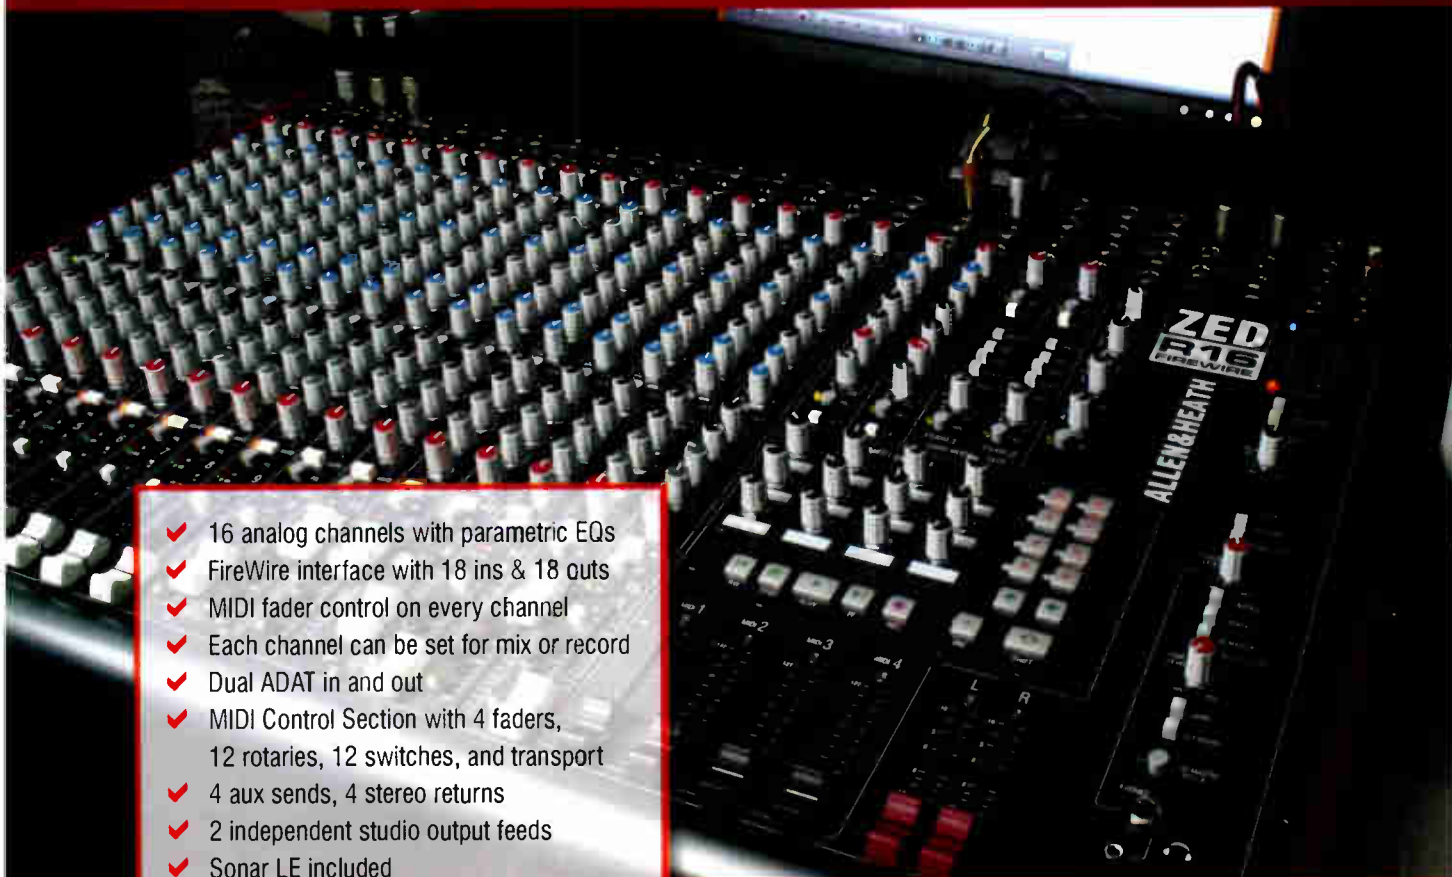 ZED
R16
FIREWIRE
ALLEN&HEATH
16 analog channels with parametric EQs
FireWire interface with 18 ins & 18 outs
MIDI fader control on every channel
Each channel can be set for mix or record
Dual ADAT in and out
MIDI Control Section with 4 faders,
12 rotaries, 12 switches, and transport
4 aux sends, 4 stereo returns
2 independent studio output feeds
Sonar LE included
MIDI 1
MIDI 2
MIDI 3
MIDI 4
L R